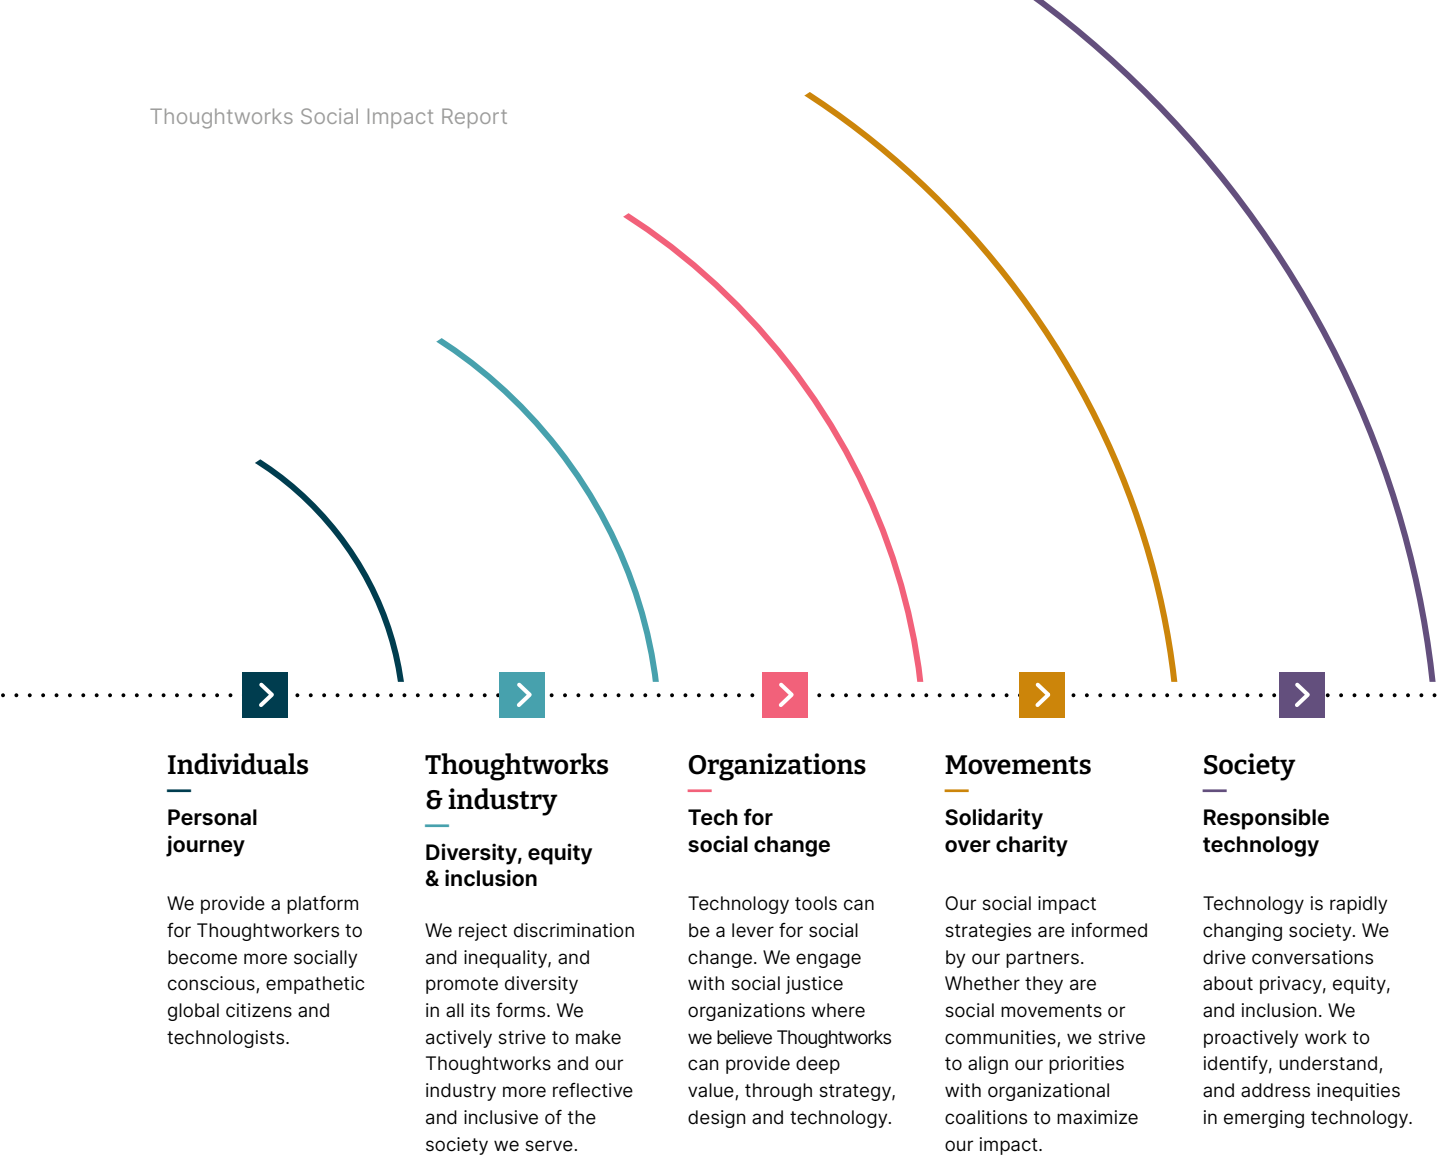 Thoughtworks Social Impact Report
Individuals
Personal
journey
We provide a platform
for Thoughtworkers to
become more socially
conscious, empathetic
global citizens and
technologists.
Thoughtworks
& industry
Diversity, equity
& inclusion
We reject discrimination
and inequality, and
promote diversity
in all its forms. We
actively strive to make
Thoughtworks and our
industry more reflective
and inclusive of the
society we serve.
Organizations
Tech for
social change
Technology tools can
be a lever for social
change. We engage
with social justice
organizations where
we believe Thoughtworks
can provide deep
value, through strategy,
design and technology.
Movements
Solidarity
over charity
Our social impact
strategies are informed
by our partners.
Whether they are
social movements or
communities, we strive
to align our priorities
with organizational
coalitions to maximize
our impact.
Society
Responsible
technology
Technology is rapidly
changing society. We
drive conversations
about privacy, equity,
and inclusion. We
proactively work to
identify, understand,
and address inequities
in emerging technology.